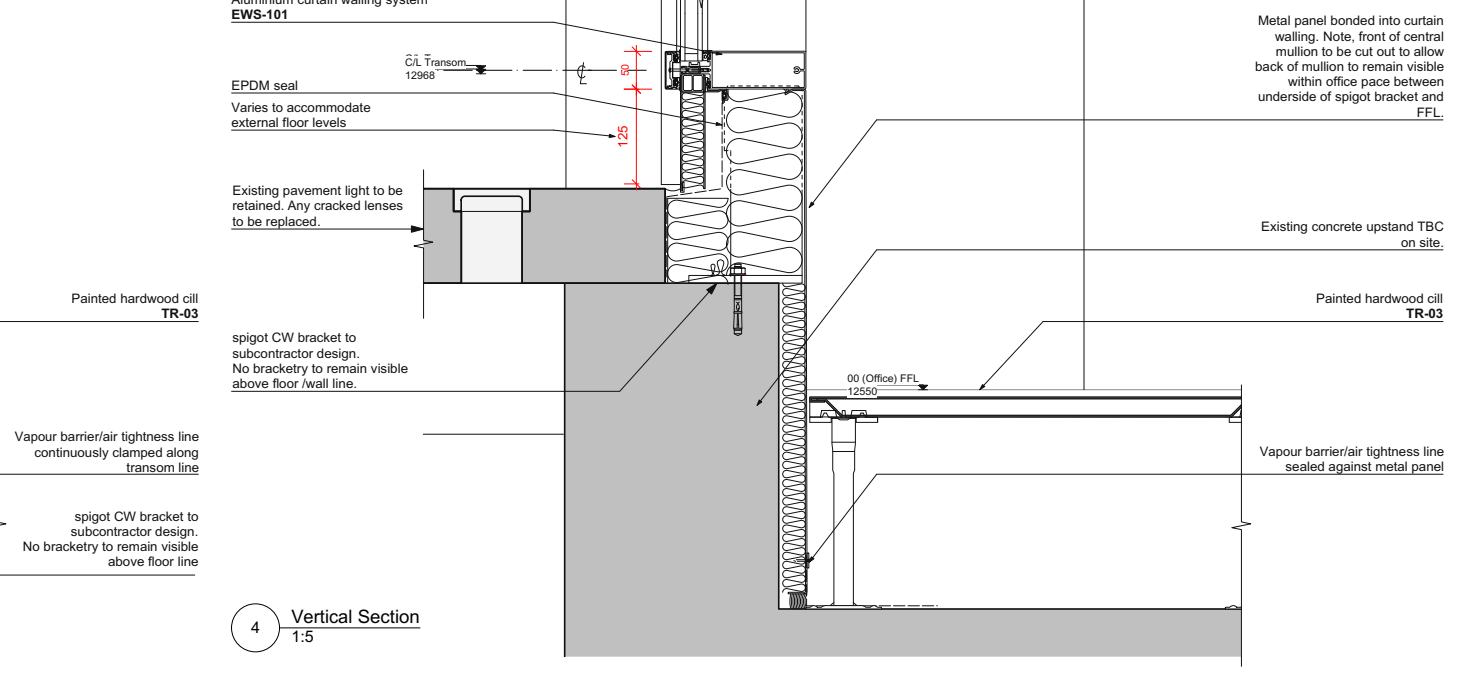 Aluminium curtain walling system
EWS-101
C/L Transom
12968
EPDM seal
Varies to accommodate
external floor levels
50
125
Existing pavement light to be
retained. Any cracked lenses
to be replaced.
spigot CW bracket to
subcontractor design.
No bracketry to remain visible
above floor /wall line.
Painted hardwood cill
TR-03
Vapour barrier/air tightness line
continuously clamped along
transom line
spigot CW bracket to
subcontractor design.
No bracketry to remain visible
above floor line
Metal panel bonded into curtain
walling. Note, front of central
mullion to be cut out to allow
back of mullion to remain visible
within office pace between
underside of spigot bracket and
FFL.
Existing concrete upstand TBC
on site.
Painted hardwood cill
TR-03
00 (Office) FFL
12550
Vapour barrier/air tightness line
sealed against metal panel
4
Vertical Section
1:5